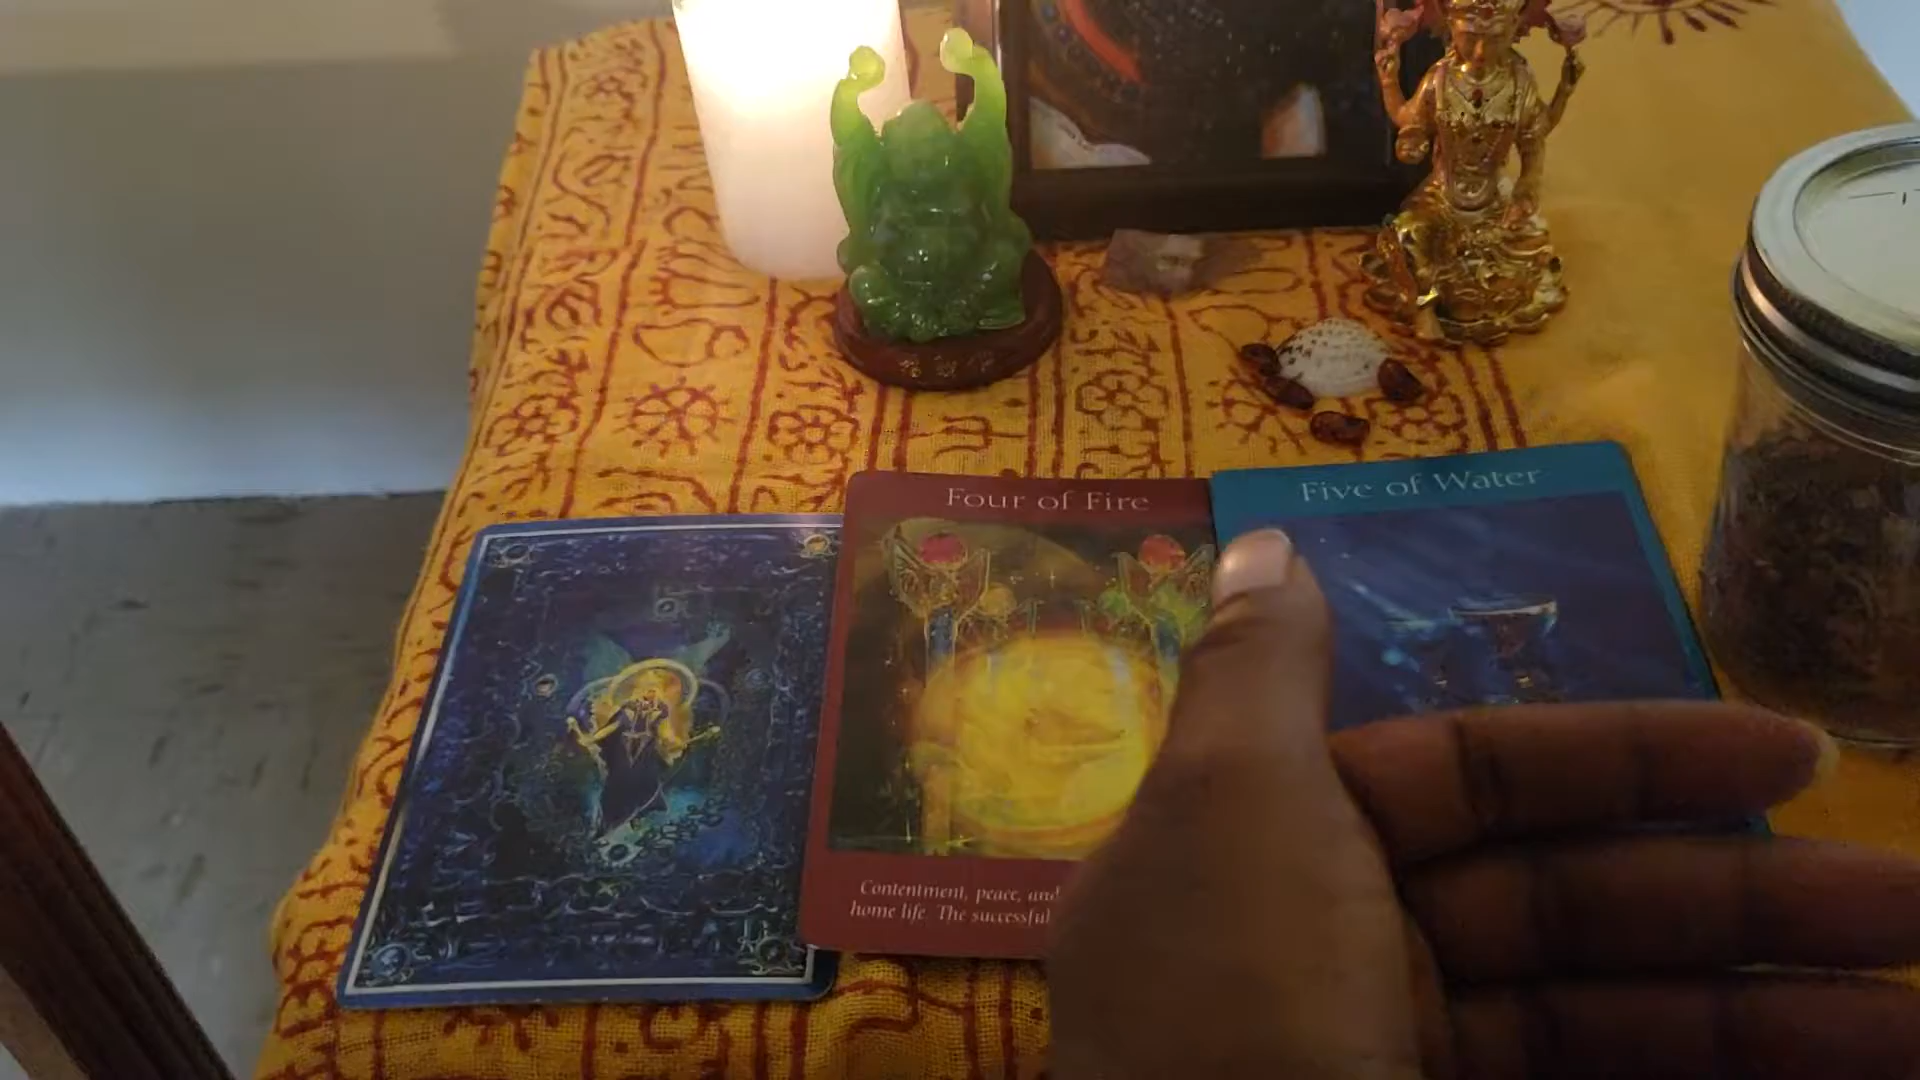 Four of Fire
Five of Water
Contentment, peace, and
home life. The successful